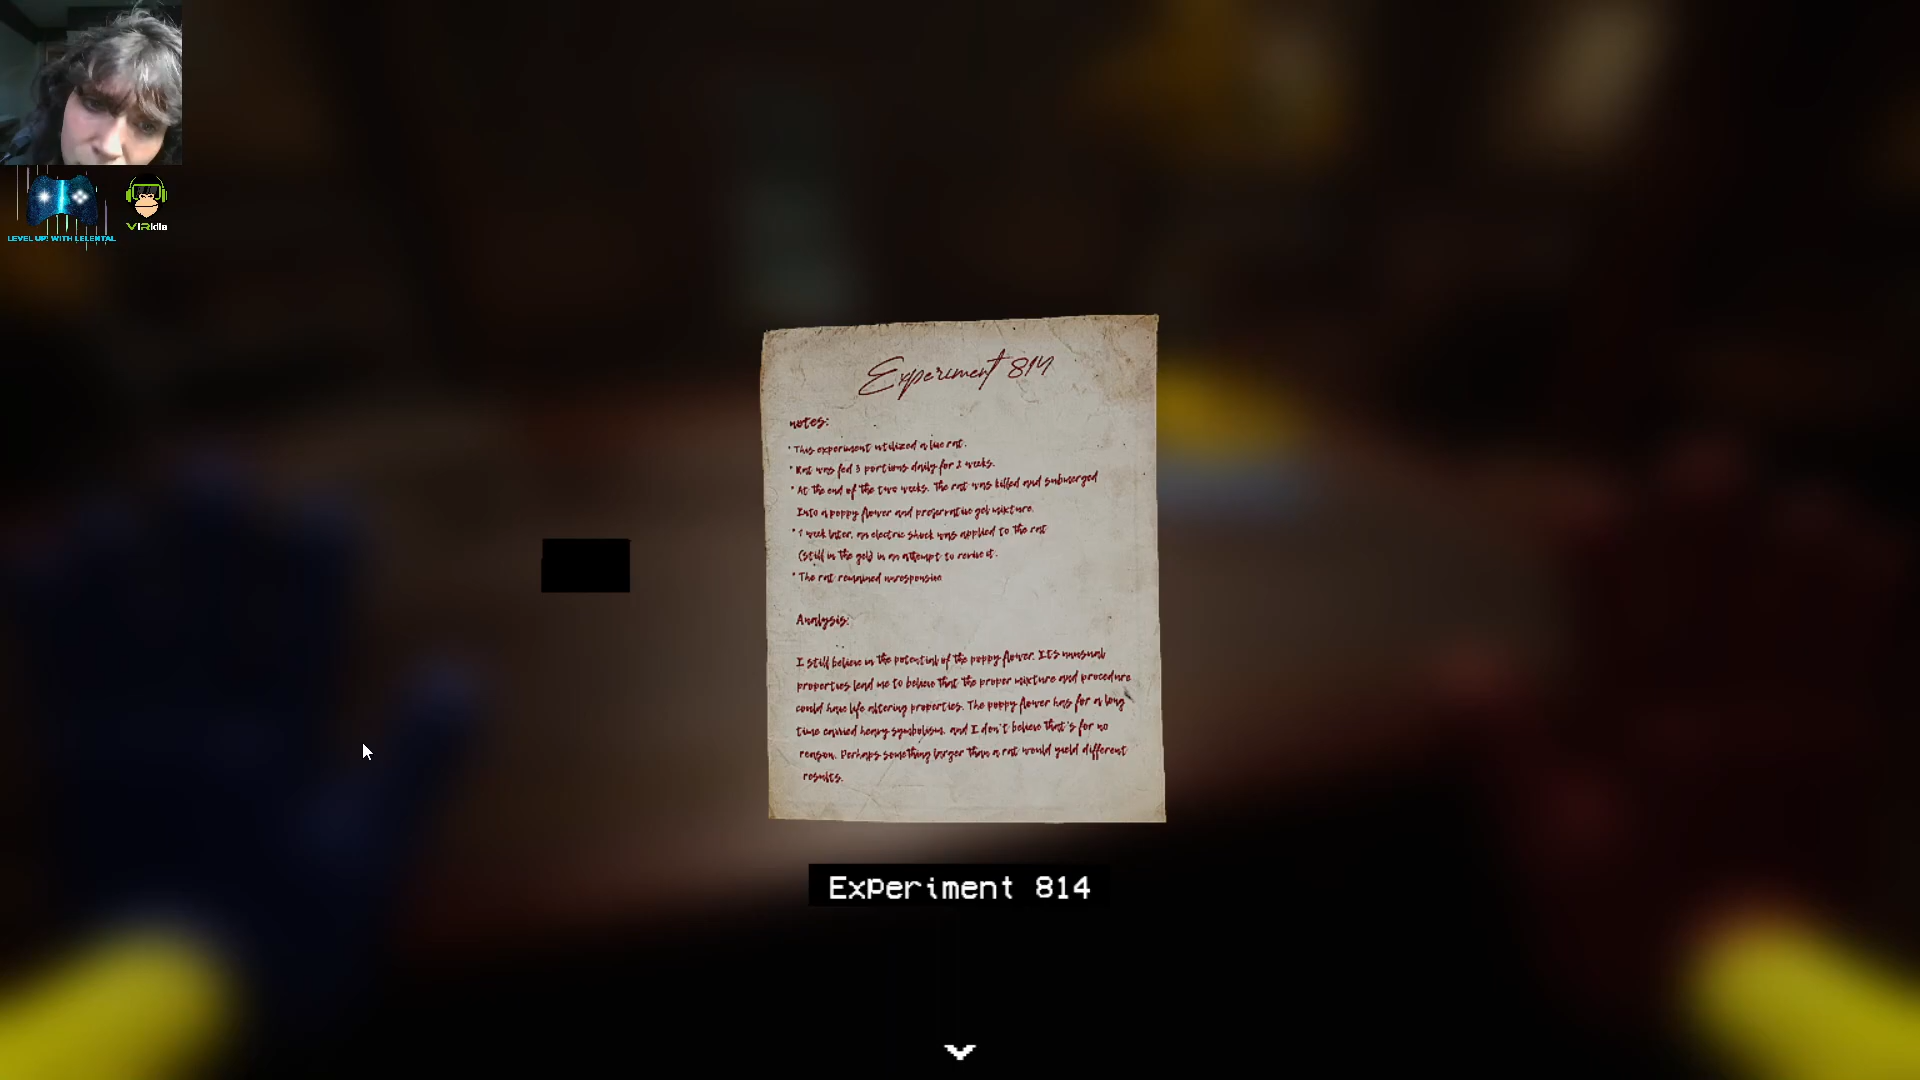 LEVEL UP! WITH LELENTAL
VIRkids
Experiment 814
notes:
• This experiment utilized a live rat.
• Rat was fed 3 portions daily for 2 weeks.
• At the end of the two weeks. The rat was killed and submerged
Into a poppy flower and preservative gel mixture.
• 1 week later, an electric shock was applied to the rat
(still in the gel) in an attempt to revive it.
• The rat remained unresponsive
Analysis:
I still believe in the potential of the poppy flower. It's unusual
properties lead me to believe that the proper mixture and procedure
could have life altering properties. The poppy flower has for a long
time carried heavy symbolism, and I don't believe that's for no
reason. Perhaps something larger than a rat would yield different
results.
Experiment 814